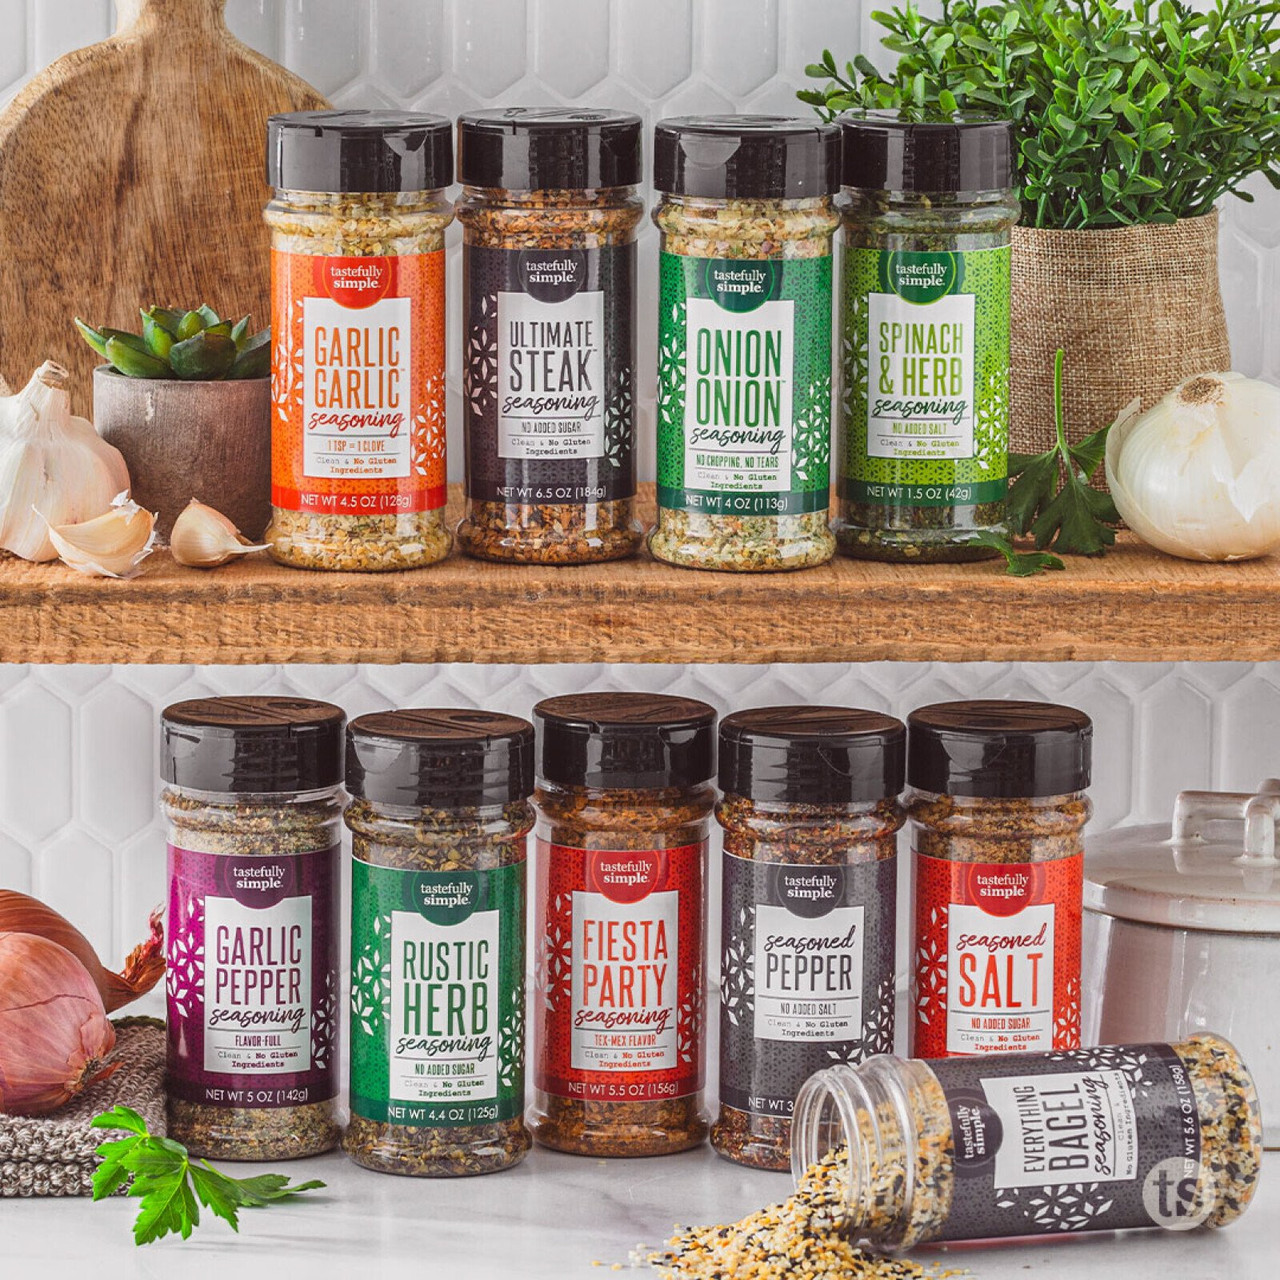 tastefully
simple.
GARLIC
GARLIC™
seasoning
1 TSP = 1 CLOVE
Clean & No Gluten
Ingredients
NET WT 4.5 OZ (128g)
tastefully
simple.
ULTIMATE
STEAK™
seasoning
NO ADDED SUGAR
Clean & No Gluten
Ingredients
NET WT 6.5 OZ (184g)
tastefully
simple.
ONION
ONION™
seasoning
NO CHOPPING, NO TEARS
Clean & No Gluten
Ingredients
NET WT 4 OZ (113g)
tastefully
simple.
SPINACH
& HERB
seasoning
NO ADDED SALT
Clean & No Gluten
Ingredients
NET WT 1.5 OZ (42g)
tastefully
simple.
GARLIC
PEPPER
seasoning
FLAVOR-FULL
Clean & No Gluten
Ingredients
NET WT 5 OZ (142g)
tastefully
simple.
RUSTIC
HERB
seasoning
NO ADDED SUGAR
Clean & No Gluten
Ingredients
NET WT 4.4 OZ (125g)
tastefully
simple.
FIESTA
PARTY
seasoning
TEX-MEX FLAVOR
Clean & No Gluten
Ingredients
NET WT 5.5 OZ (156g)
tastefully
simple.
seasoned
PEPPER
NO ADDED SALT
Clean & No Gluten
Ingredients
NET WT 3
tastefully
simple.
seasoned
SALT
NO ADDED SUGAR
Clean & No Gluten
Ingredients
tastefully
simple.
EVERYTHING
BAGEL
seasoning
Clean &
No Gluten Ingredients
NET WT 5.6 OZ (158g)
ts